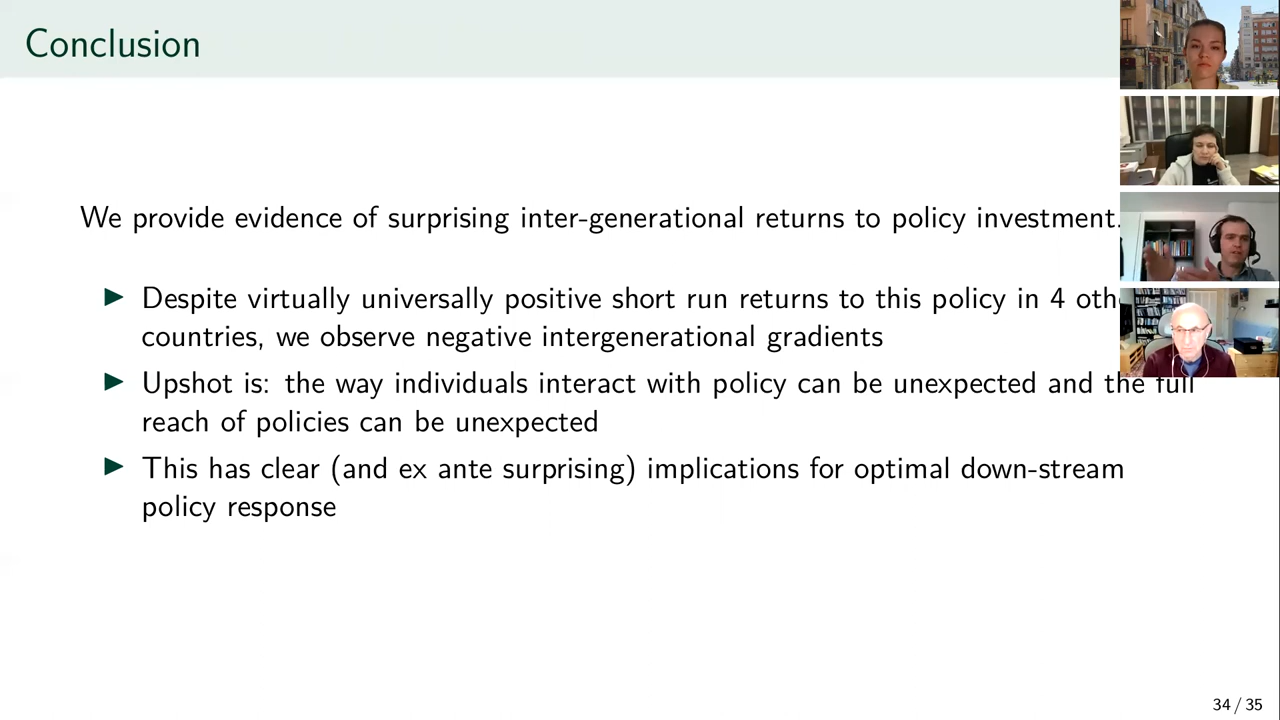 Conclusion
We provide evidence of surprising inter-generational returns to policy investment.
▶ Despite virtually universally positive short run returns to this policy in 4
countries, we observe negative intergenerational gradients
▶ Upshot is: the way individuals interact with policy can be unexpected and the full
reach of policies can be unexpected
▶ This has clear (and ex ante surprising) implications for optimal down-stream
policy response
34 / 35